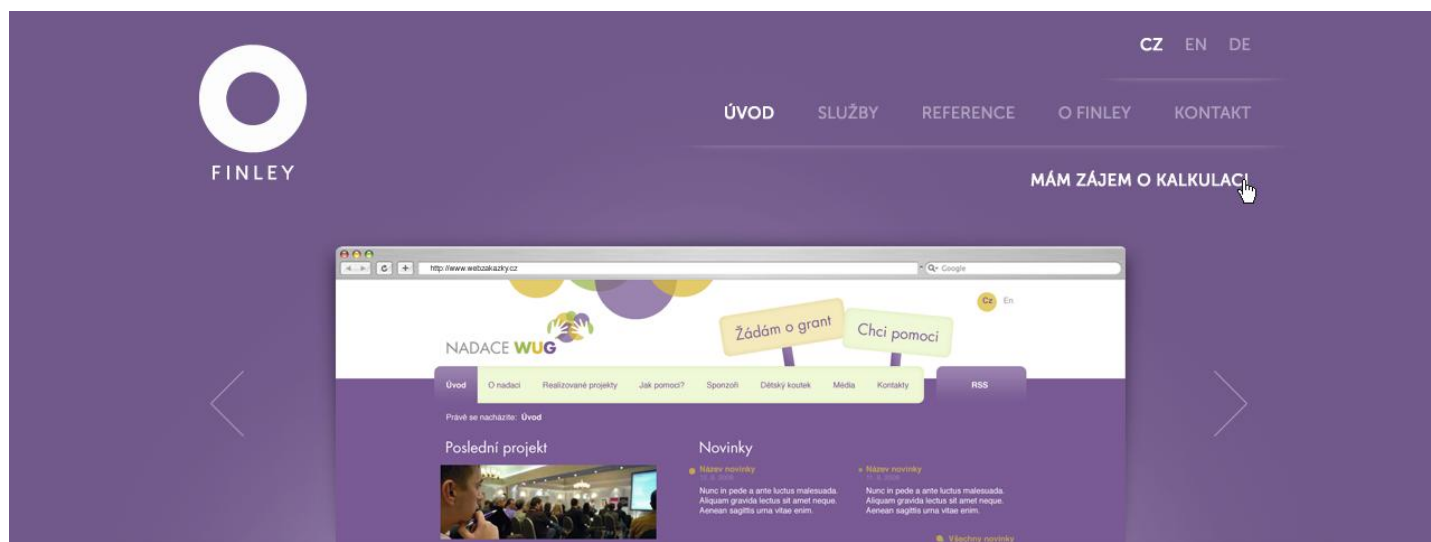 CZ EN DE
FINLEY
ÚVOD SLUŽBY REFERENCE O FINLEY KONTAKT
MÁM ZÁJEM O KALKULACI
http://www.webzakazky.cz
Google
Cz En
NADACE WUG
Žádám o grant
Chci pomoci
Úvod O nadaci Realizované projekty Jak pomoci? Sponzoři Dětský koutek Média Kontakty RSS
Právě se nacházíte: Úvod
Poslední projekt
Novinky
Název novinky
Nunc in pede a ante luctus malesuada.
Aliquam gravida lectus sit amet neque.
Aenean sagittis urna vitae enim.
Název novinky
Nunc in pede a ante luctus malesuada.
Aliquam gravida lectus sit amet neque.
Aenean sagittis urna vitae enim.
Všechny novinky